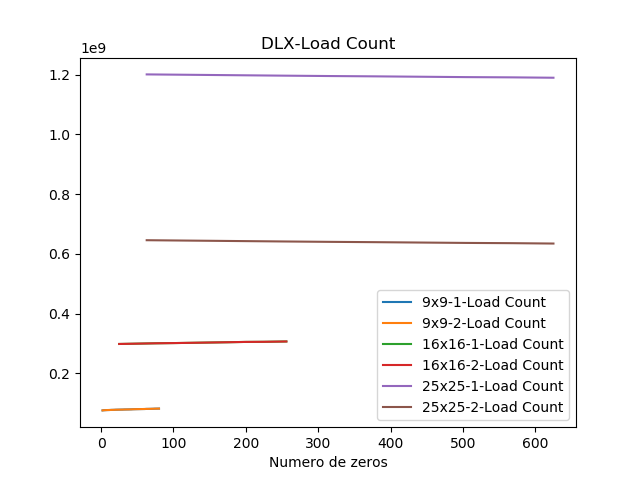 DLX-Load Count
1e9
1.2
1.0
0.8
0.6
0.4
0.2
9x9-1-Load Count
9x9-2-Load Count
16x16-1-Load Count
16x16-2-Load Count
25x25-1-Load Count
25x25-2-Load Count
0 100 200 300 400 500 600
Numero de zeros